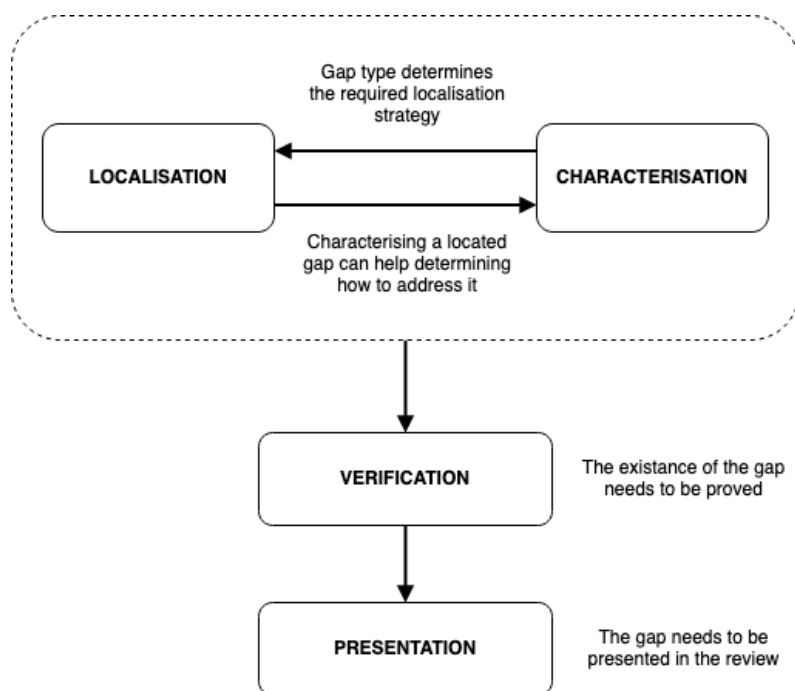 Gap type determines
the required localisation
strategy
LOCALISATION
CHARACTERISATION
Characterising a located
gap can help determining
how to address it
VERIFICATION
The existance of the gap
needs to be proved
PRESENTATION
The gap needs to be
presented in the review